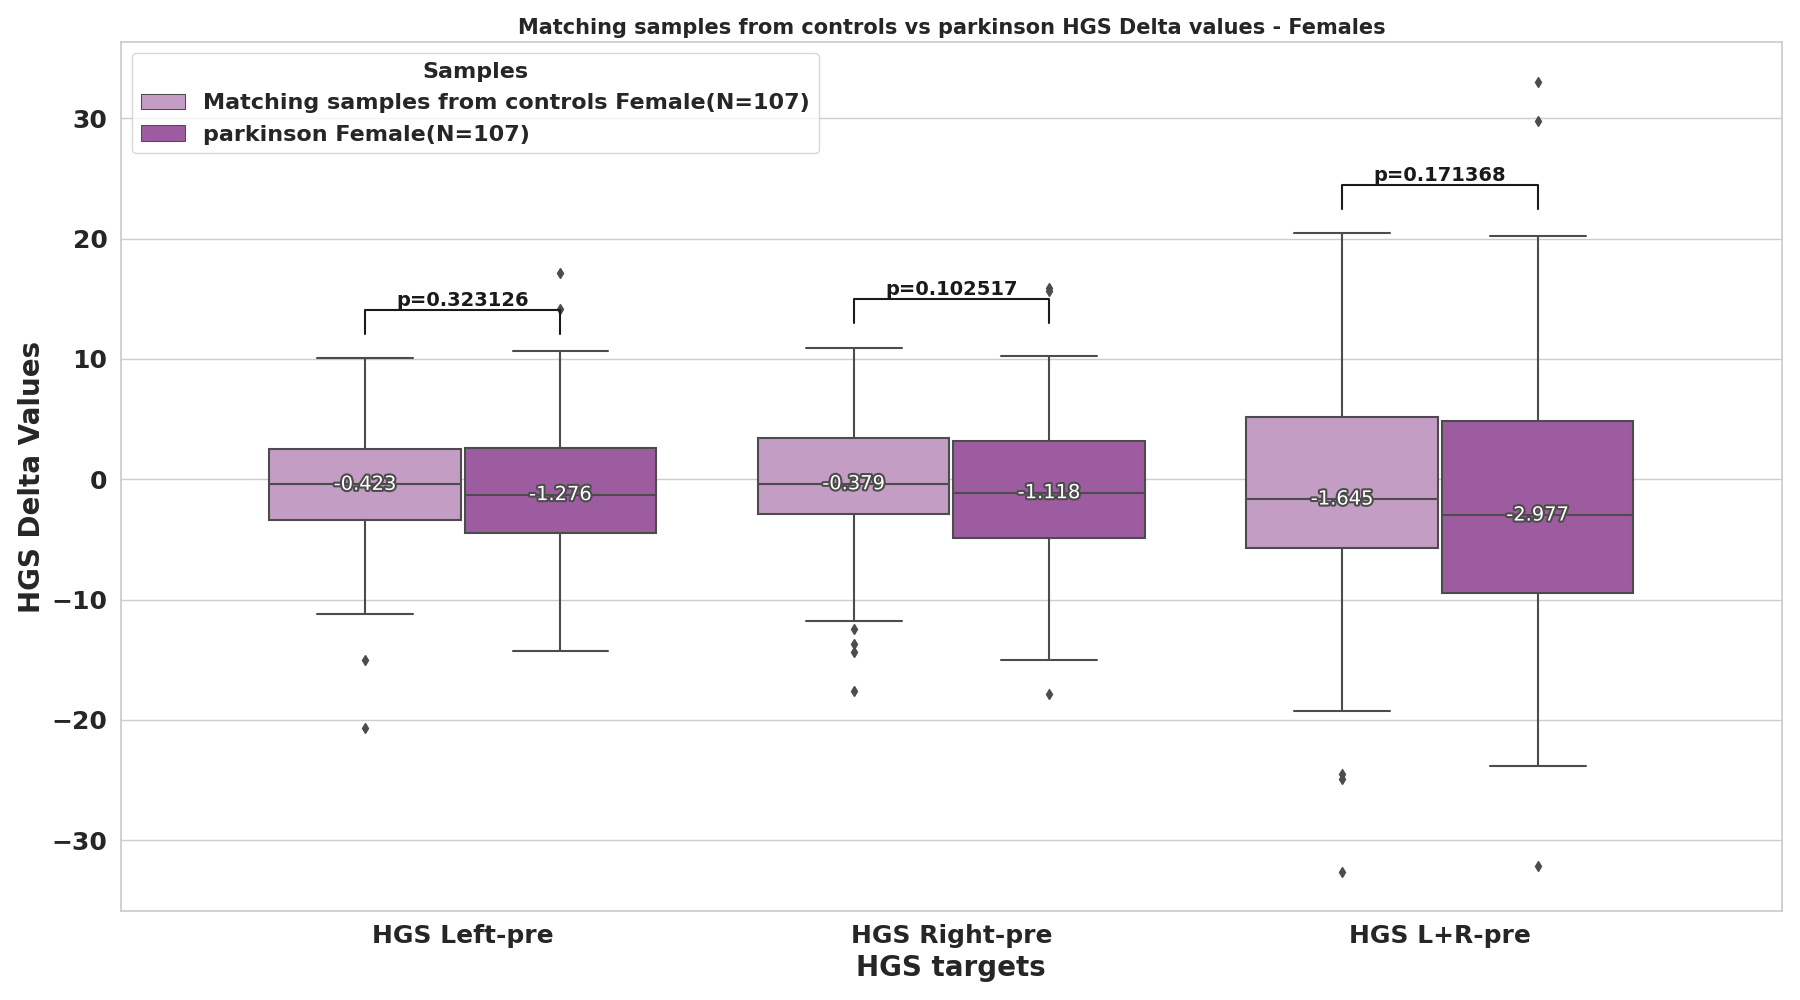 Matching samples from controls vs parkinson HGS Delta values - Females
Samples
Matching samples from controls Female(N=107)
parkinson Female(N=107)
30
20
10
0
−10
−20
−30
HGS Delta Values
p=0.323126
p=0.102517
p=0.171368
-0.423
-1.276
-0.379
-1.118
-1.645
-2.977
HGS Left-pre
HGS Right-pre
HGS L+R-pre
HGS targets